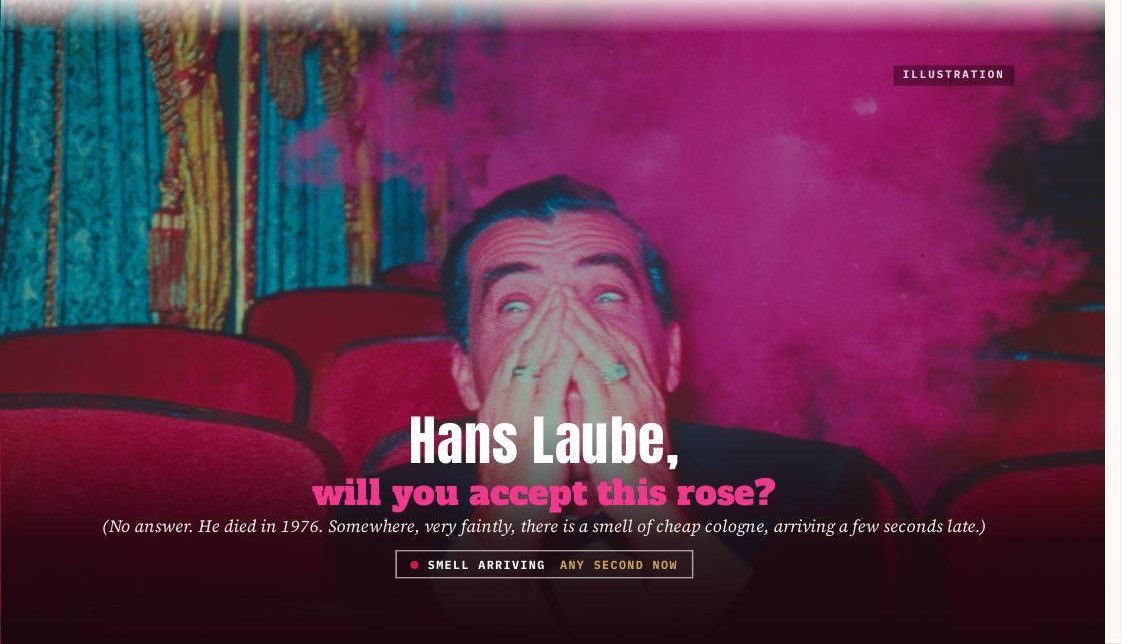 ILLUSTRATION
Hans Laube,
will you accept this rose?
(No answer. He died in 1976. Somewhere, very faintly, there is a smell of cheap cologne, arriving a few seconds late.)
SMELL ARRIVING ANY SECOND NOW